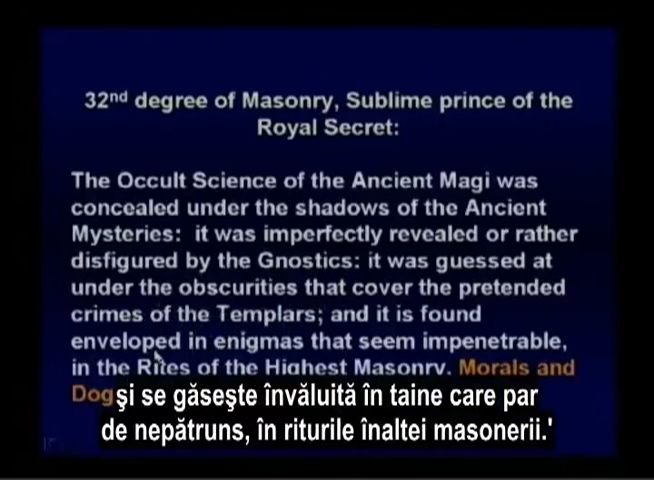 32nd degree of Masonry, Sublime prince of the
Royal Secret:
The Occult Science of the Ancient Magi was
concealed under the shadows of the Ancient
Mysteries: it was imperfectly revealed or rather
disfigured by the Gnostics: it was guessed at
under the obscurities that cover the pretended
crimes of the Templars; and it is found
enveloped in enigmas that seem impenetrable,
in the Rites of the Highest Masonry. Morals and
Dog
şi se găseşte învăluită în taine care par
de nepătruns, în riturile înaltei masonerii.'